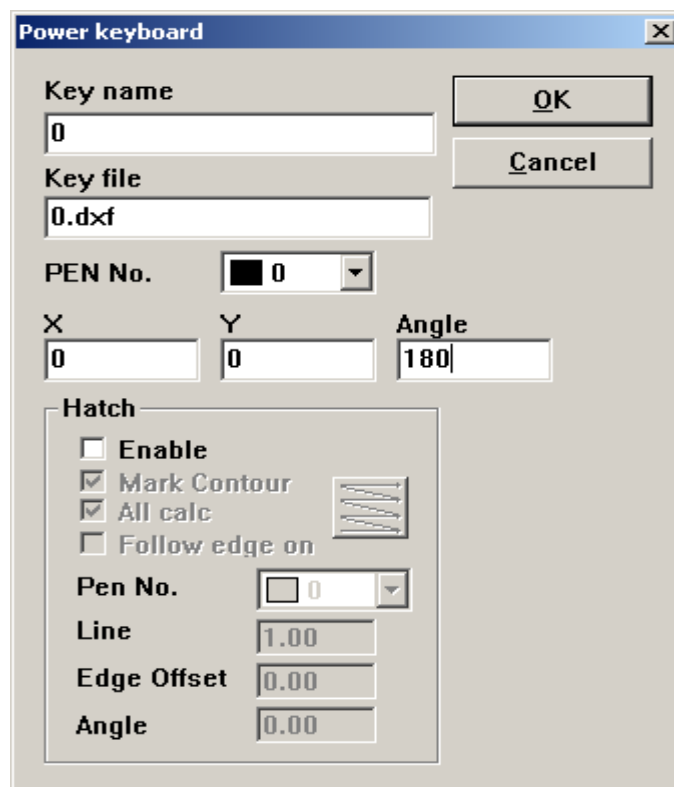 Power keyboard
Key name
OK
0
Cancel
Key file
0.dxf
PEN No. 0
X Y Angle
0 0 180
Hatch
Enable
Mark Contour
All calc
Follow edge on
Pen No. 0
Line 1.00
Edge Offset 0.00
Angle 0.00